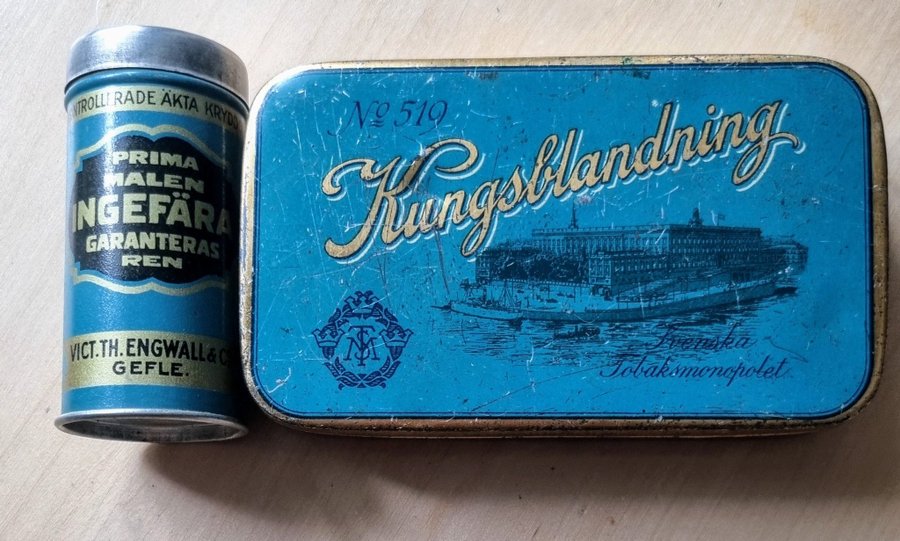 NTROLLERADE ÄKTA KRYDD
PRIMA
MALEN
INGEFÄRA
GARANTERAS
REN
VICT. TH. ENGWALL & C
GEFLE.
No 519
Kungsblandning
Svenska
Tobaksmonopolet